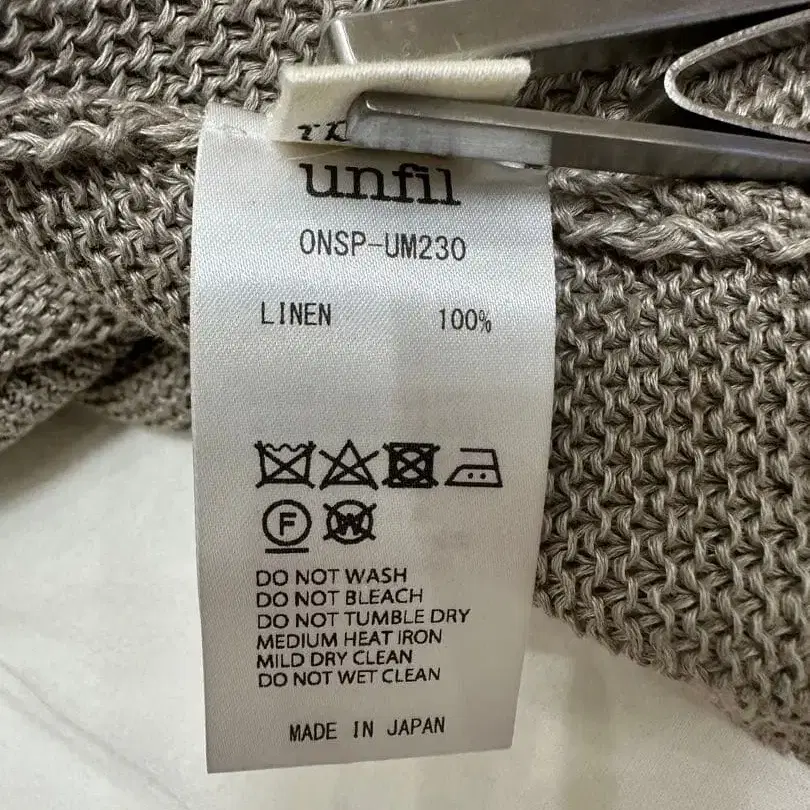 unfil
ONSP-UM230
LINEN 100%
F W
DO NOT WASH
DO NOT BLEACH
DO NOT TUMBLE DRY
MEDIUM HEAT IRON
MILD DRY CLEAN
DO NOT WET CLEAN
MADE IN JAPAN